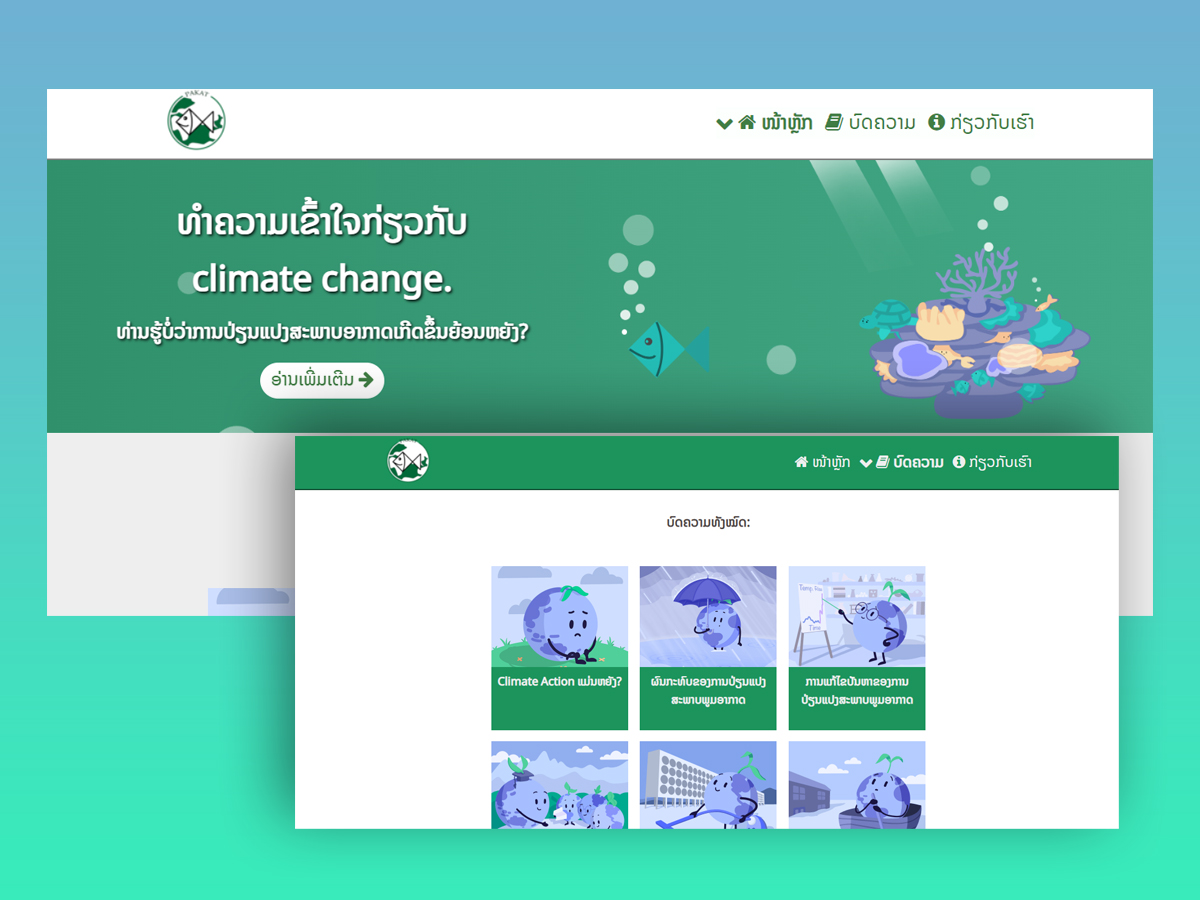 PAKAT
ໜ້າຫຼັກ ບົດຄວາມ ກ່ຽວກັບເຮົາ
ທຳຄວາມເຂົ້າໃຈກ່ຽວກັບ
climate change.
ທ່ານຮູ້ບໍ່ວ່າການປ່ຽນແປງສະພາບອາກາດເກີດຂຶ້ນຍ້ອນຫຍັງ?
ອ່ານເພີ່ມເຕີມ
ໜ້າຫຼັກ ບົດຄວາມ ກ່ຽວກັບເຮົາ
ບົດຄວາມທັງໝົດ:
Climate Action ແມ່ນຫຍັງ?
ຜົນກະທົບຂອງການປ່ຽນແປງ
ສະພາບພູມອາກາດ
Time
ການແກ້ໄຂບັນຫາຂອງການ
ປ່ຽນແປງສະພາບພູມອາກາດ